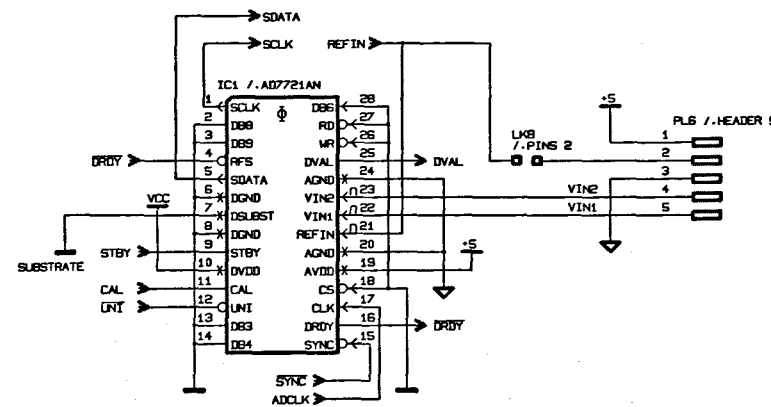 SDATA
SCLK
REFIN
IC1 /.AD7721AN
Φ
1 SCLK DB6 28
2 DB8 RD 27
3 DB9 WR 26
DRDY 4 RFS DVAL 25 DVAL
5 SDATA AGND 24
VCC 6 DGND VIN2 23 VIN2
7 DSUBST VIN1 22 VIN1
8 DGND REFIN 21
SUBSTRATE
STBY 9 STBY AGND 20
10 DVDD AVDD 19 +5
CAL 11 CAL CS 18
UNI 12 UNI CLK 17
13 DB3 DRDY 16 DRDY
14 DB4 SYNC 15
SYNC
ADCLK
+5
PL6 /.HEADER 5
LK8
/.PINS 2
1
2
3
4
5